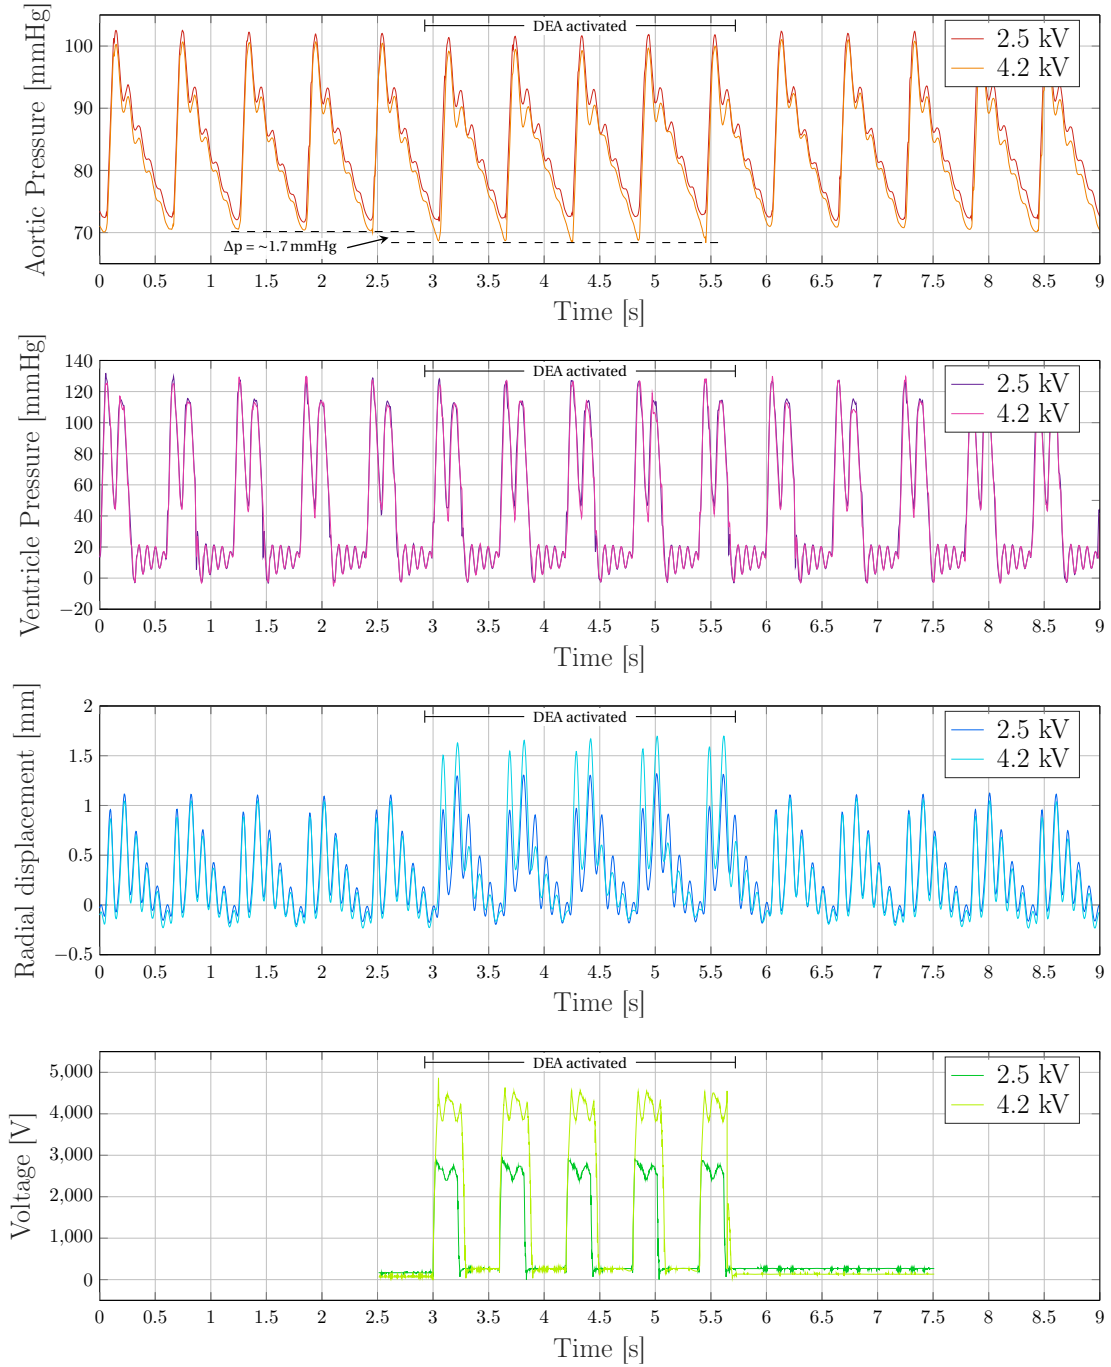 DEA activated
2.5 kV
4.2 kV
Aortic Pressure [mmHg]
100
90
80
70
Δp = ~1.7 mmHg
0 0.5 1 1.5 2 2.5 3 3.5 4 4.5 5 5.5 6 6.5 7 7.5 8 8.5 9
Time [s]
DEA activated
2.5 kV
4.2 kV
Ventricle Pressure [mmHg]
140
120
100
80
60
40
20
0
−20
0 0.5 1 1.5 2 2.5 3 3.5 4 4.5 5 5.5 6 6.5 7 7.5 8 8.5 9
Time [s]
DEA activated
2.5 kV
4.2 kV
Radial displacement [mm]
2
1.5
1
0.5
0
−0.5
0 0.5 1 1.5 2 2.5 3 3.5 4 4.5 5 5.5 6 6.5 7 7.5 8 8.5 9
Time [s]
DEA activated
2.5 kV
4.2 kV
Voltage [V]
5,000
4,000
3,000
2,000
1,000
0
0 0.5 1 1.5 2 2.5 3 3.5 4 4.5 5 5.5 6 6.5 7 7.5 8 8.5 9
Time [s]